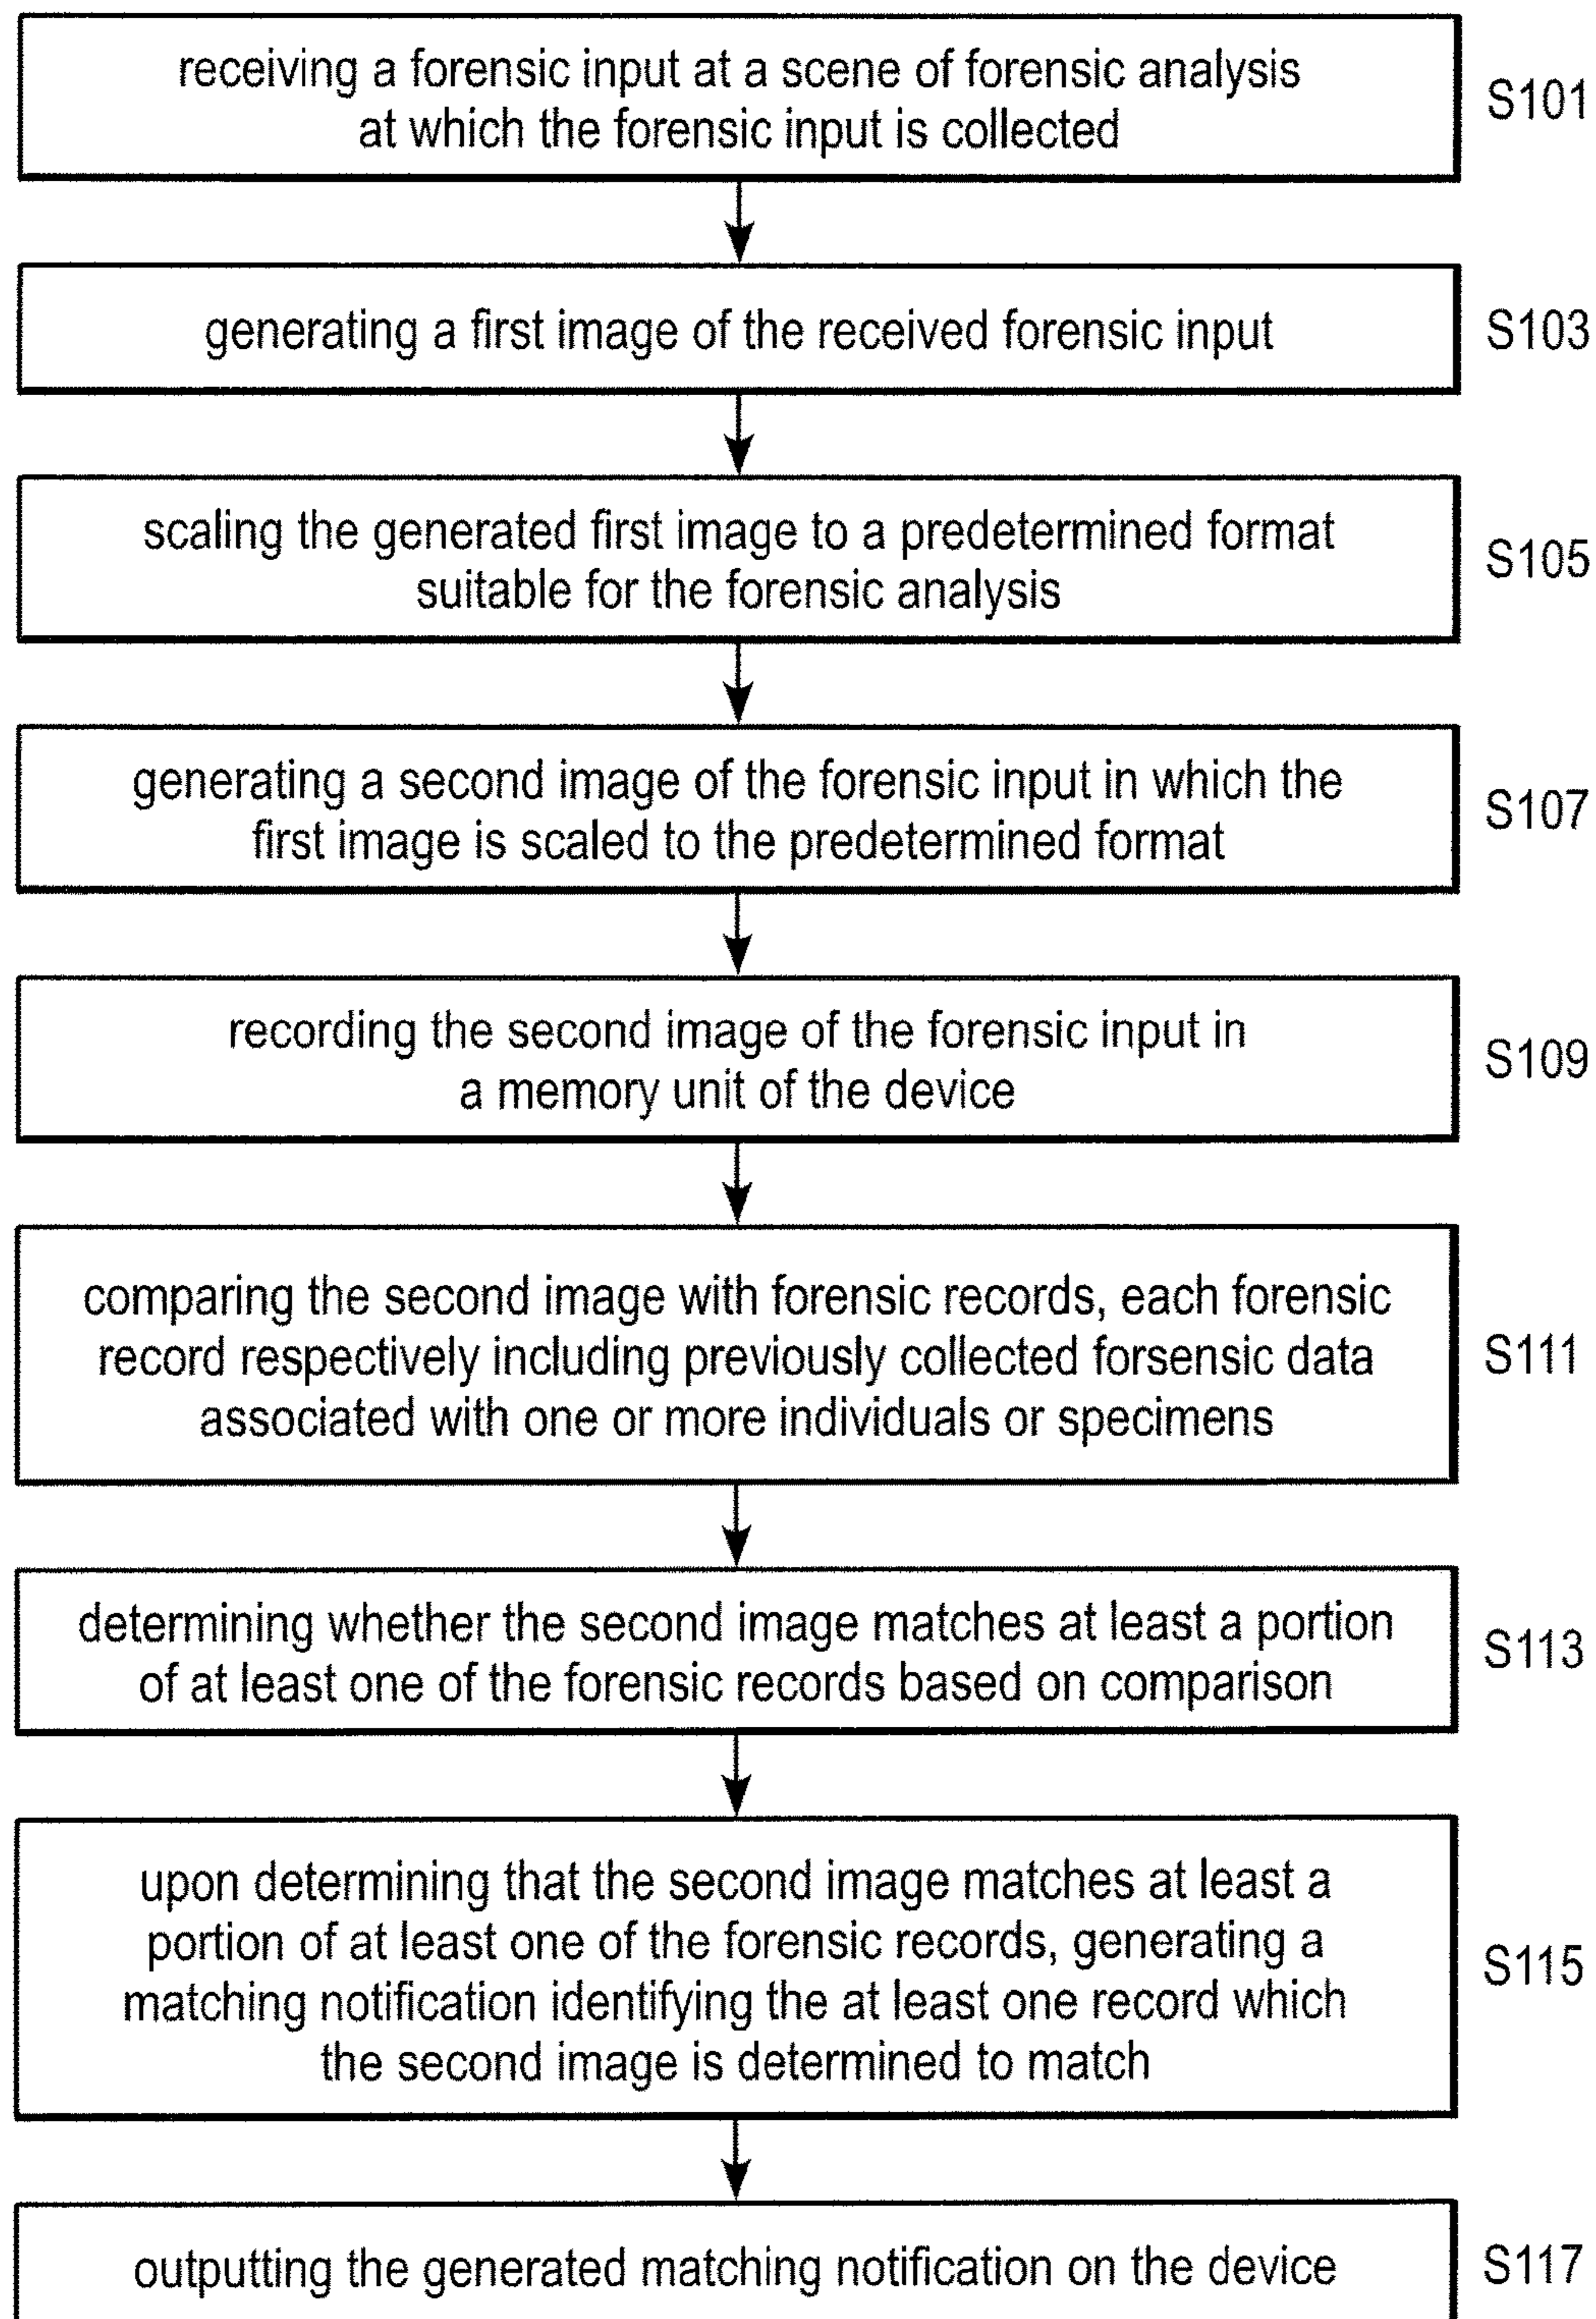 receiving a forensic input at a scene of forensic analysis
at which the forensic input is collected
S101
generating a first image of the received forensic input
S103
scaling the generated first image to a predetermined format
suitable for the forensic analysis
S105
generating a second image of the forensic input in which the
first image is scaled to the predetermined format
S107
recording the second image of the forensic input in
a memory unit of the device
S109
comparing the second image with forensic records, each forensic
record respectively including previously collected forsensic data
associated with one or more individuals or specimens
S111
determining whether the second image matches at least a portion
of at least one of the forensic records based on comparison
S113
upon determining that the second image matches at least a
portion of at least one of the forensic records, generating a
matching notification identifying the at least one record which
the second image is determined to match
S115
outputting the generated matching notification on the device
S117